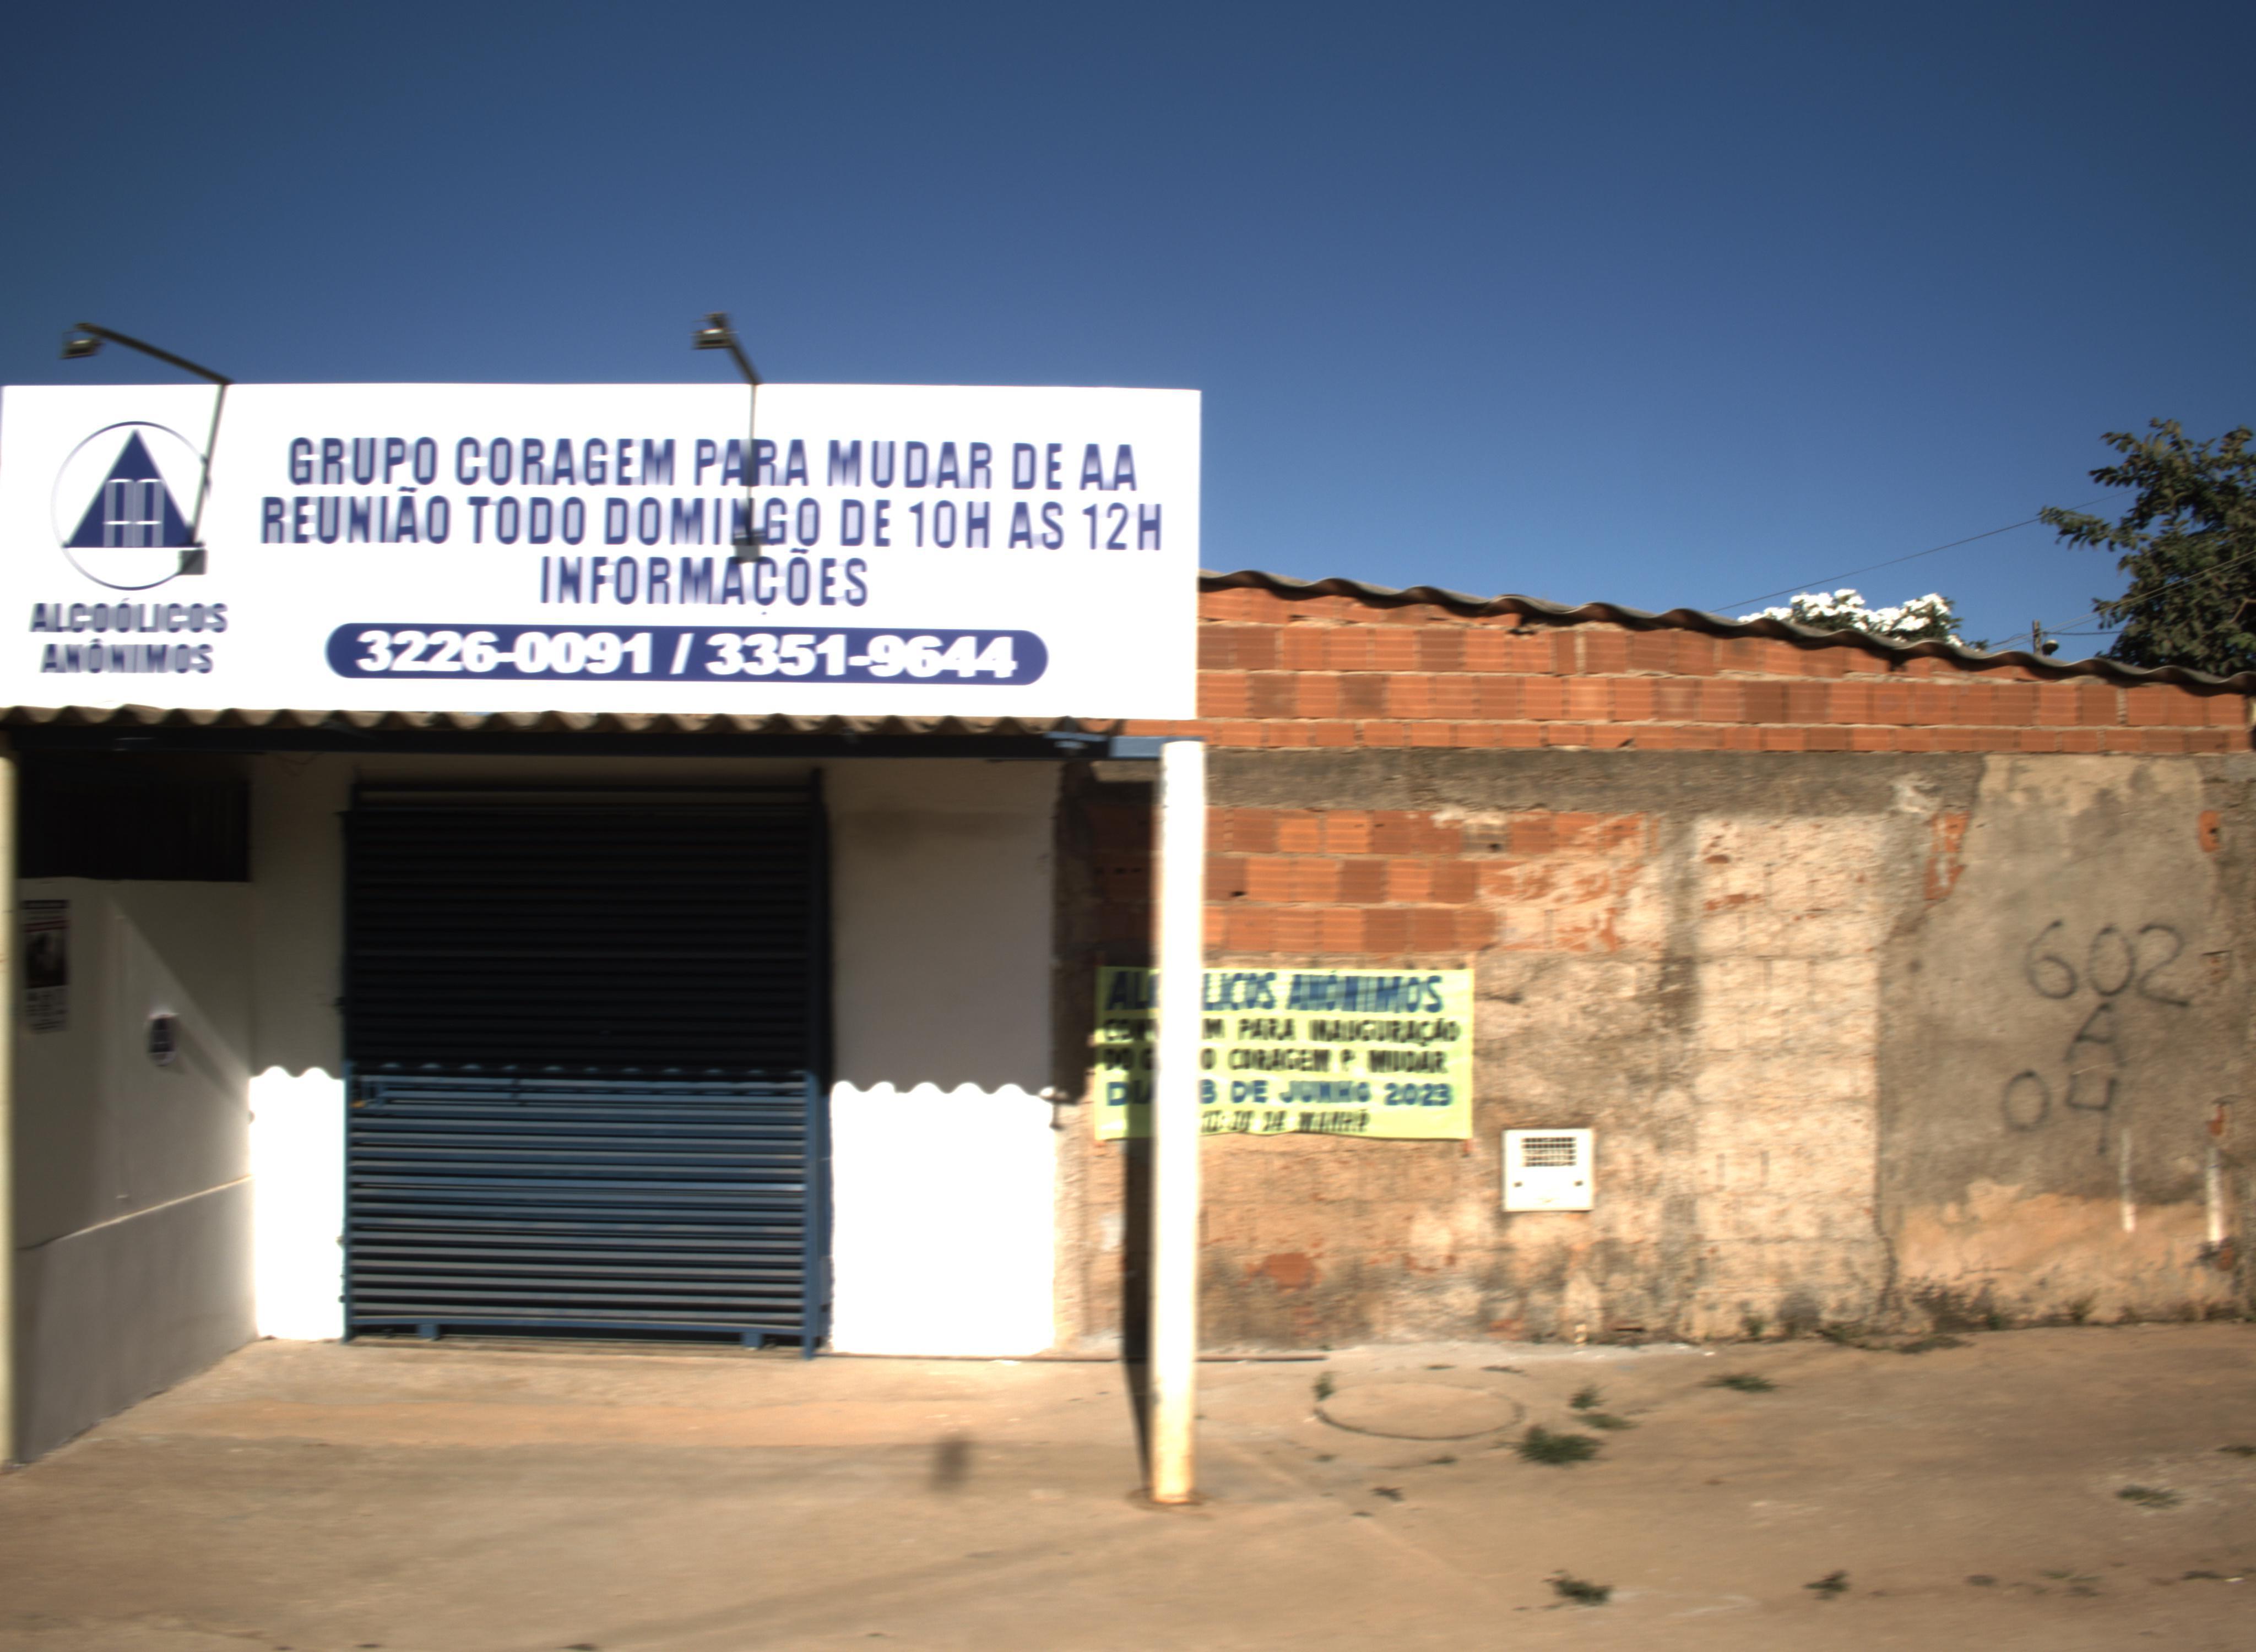 GRUPO CORAGEM PARA MUDAR DE AA
REUNIÃO TODO DOMINGO DE 10H AS 12H
INFORMAÇÕES
3226-0091 / 3351-9644
AA
ALCOÓLICOS
ANÔNIMOS
ANÔNIMOS
PARA INAUGURAÇÃO
CORAGEM P MUDAR
DE JUNHO 2023
602
A
04